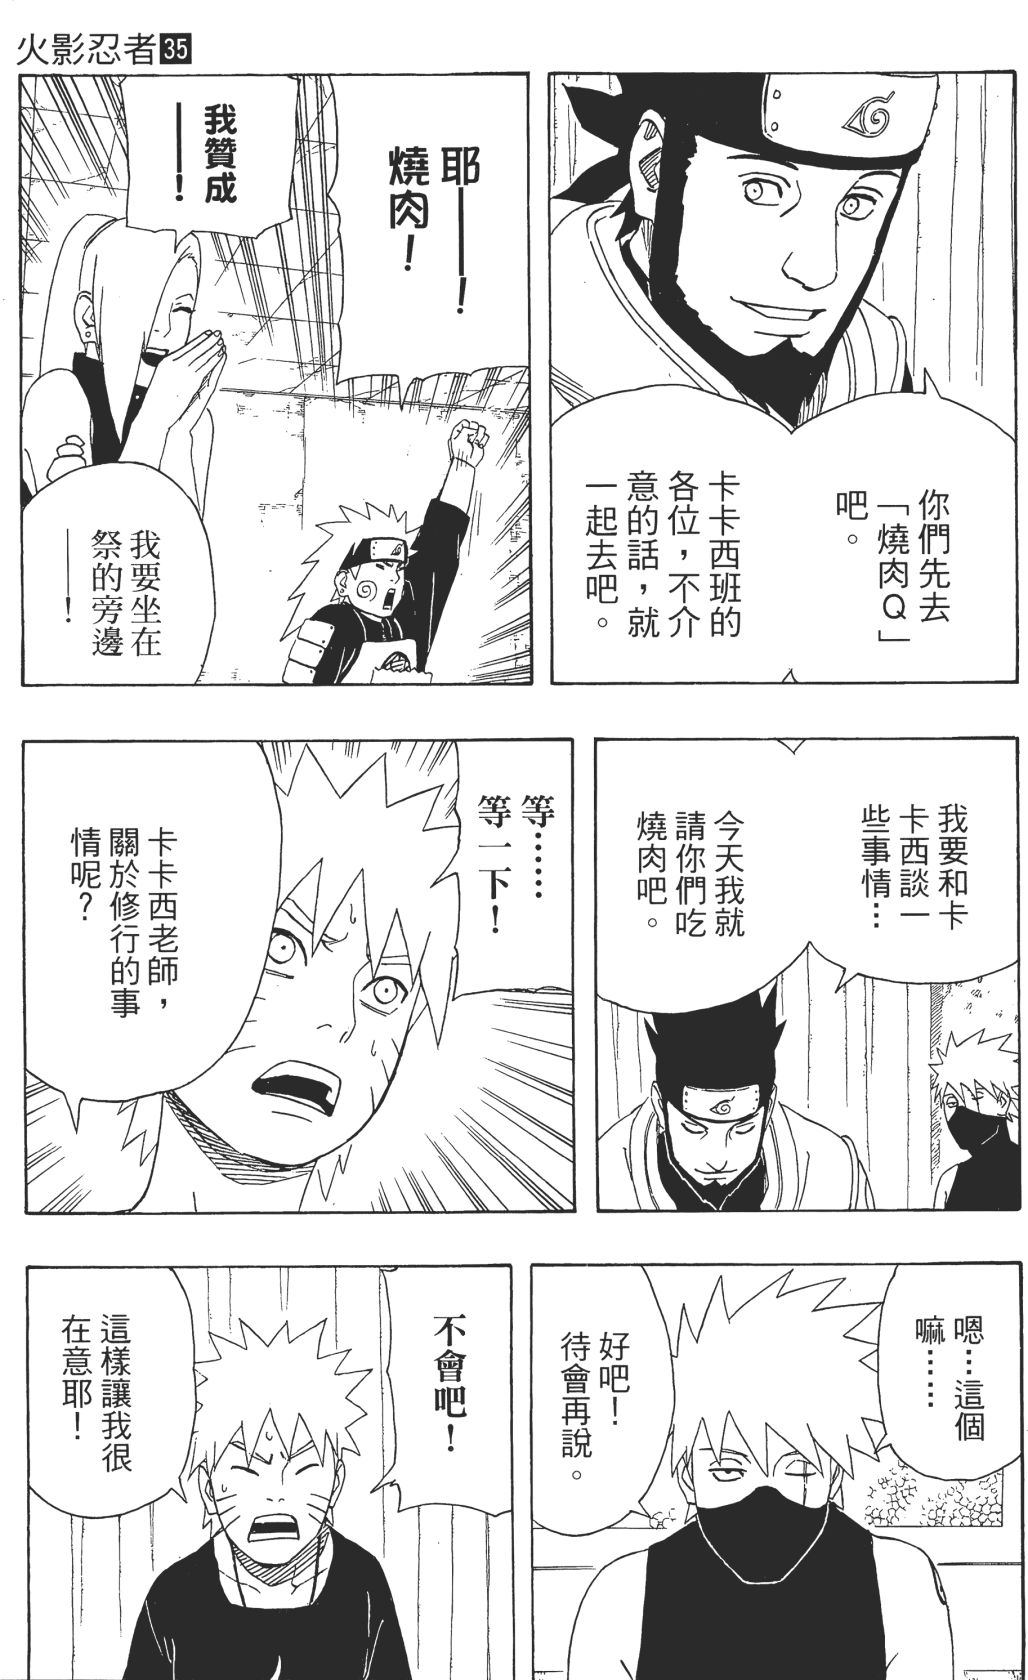 火影忍者35
你們先去
「燒肉Q」
吧。
卡卡西班的
各位，不介
意的話，就
一起去吧。
耶——！
燒肉！
我贊成
——！
我要坐在
祭的旁邊
——！
我要和卡
卡西談一
些事情…
今天我就
請你們吃
燒肉吧。
等……
等一下！
卡卡西老師，
關於修行的事
情呢？
嗯…這個
嘛……
好吧！
待會再說。
不會吧！
這樣讓我很
在意耶！